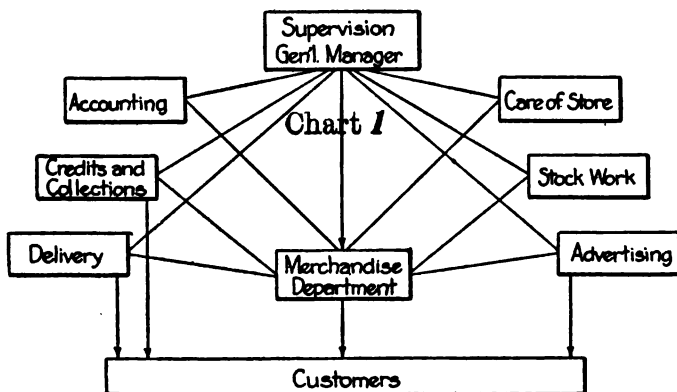 Supervision
Gen'l. Manager
Accounting
Care of Store
Chart 1
Credits and
Collections
Stock Work
Delivery
Merchandise
Department
Advertising
Customers